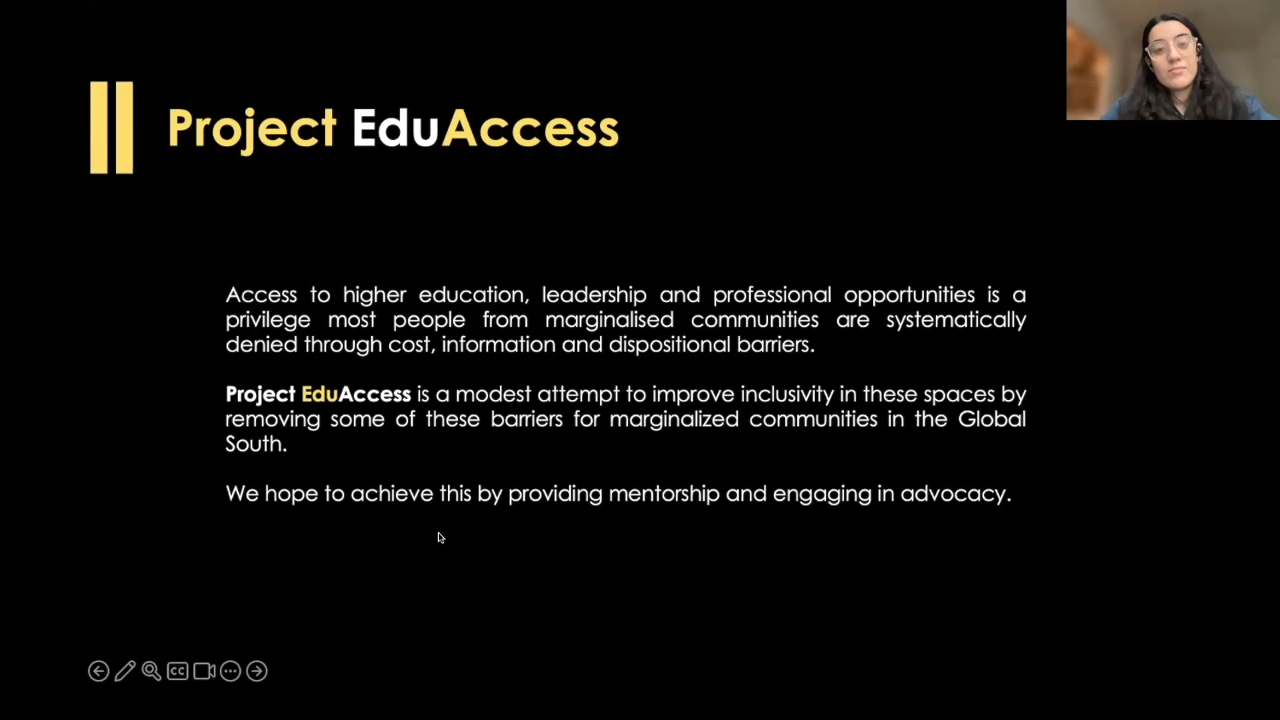 Project EduAccess
Access to higher education, leadership and professional opportunities is a
privilege most people from marginalised communities are systematically
denied through cost, information and dispositional barriers.
Project EduAccess is a modest attempt to improve inclusivity in these spaces by
removing some of these barriers for marginalized communities in the Global
South.
We hope to achieve this by providing mentorship and engaging in advocacy.
CC